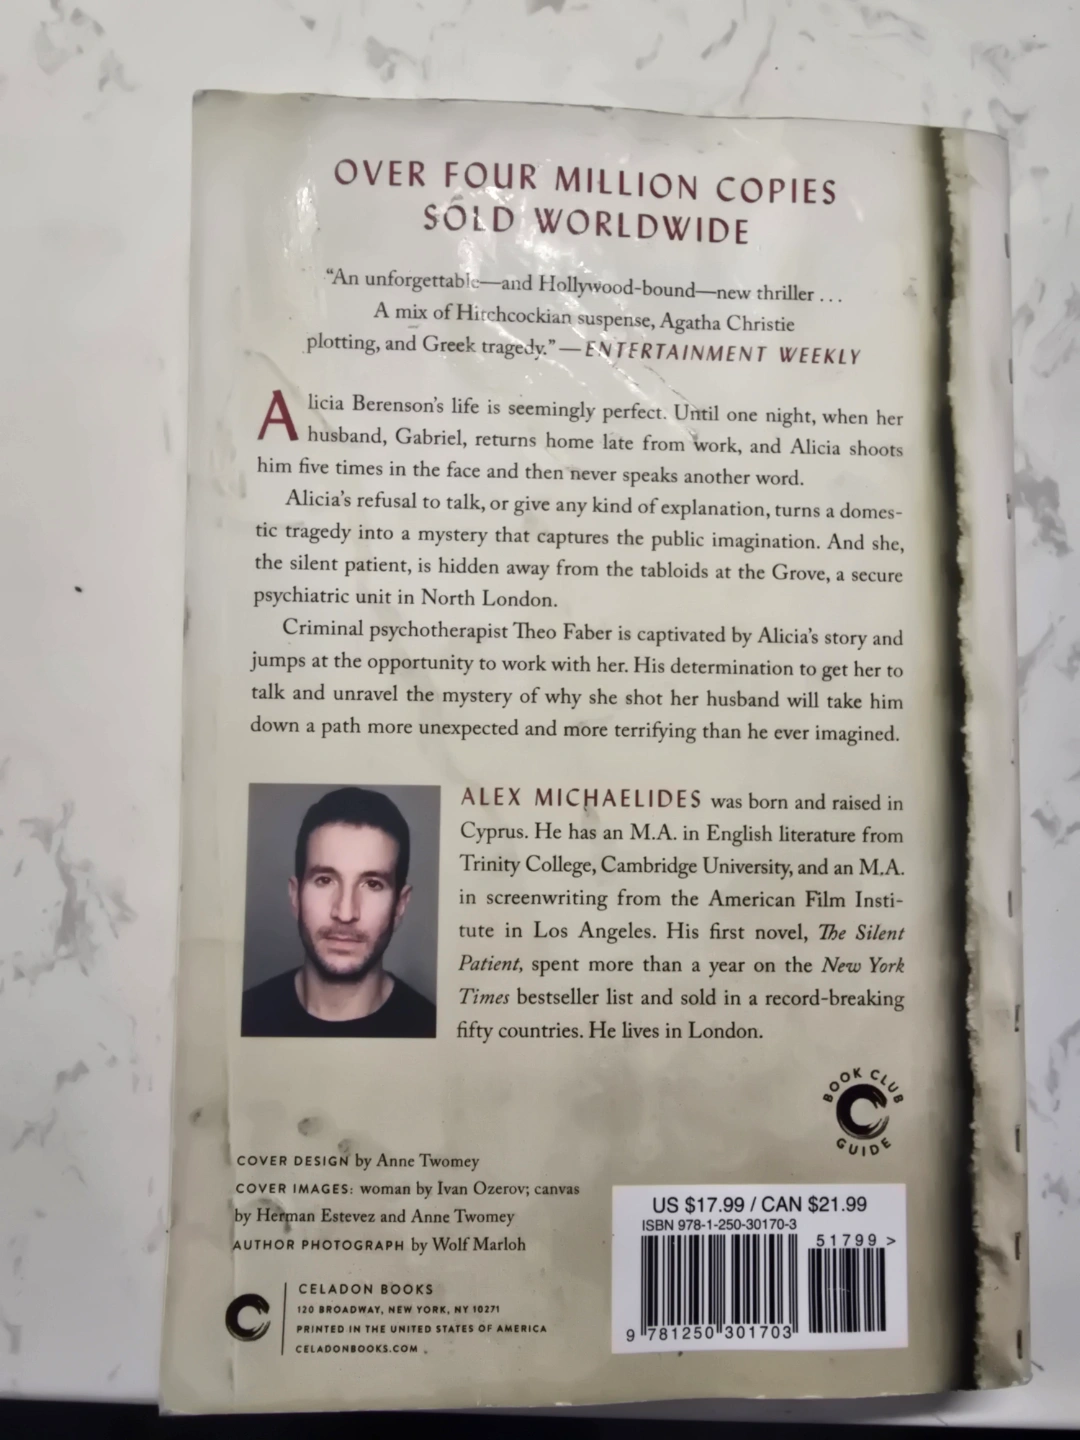 OVER FOUR MILLION COPIES
SOLD WORLDWIDE
“An unforgettable—and Hollywood-bound—new thriller . . .
A mix of Hitchcockian suspense, Agatha Christie
plotting, and Greek tragedy.” —ENTERTAINMENT WEEKLY
Alicia Berenson’s life is seemingly perfect. Until one night, when her
husband, Gabriel, returns home late from work, and Alicia shoots
him five times in the face and then never speaks another word.
Alicia’s refusal to talk, or give any kind of explanation, turns a domes-
tic tragedy into a mystery that captures the public imagination. And she,
the silent patient, is hidden away from the tabloids at the Grove, a secure
psychiatric unit in North London.
Criminal psychotherapist Theo Faber is captivated by Alicia’s story and
jumps at the opportunity to work with her. His determination to get her to
talk and unravel the mystery of why she shot her husband will take him
down a path more unexpected and more terrifying than he ever imagined.
ALEX MICHAELIDES was born and raised in
Cyprus. He has an M.A. in English literature from
Trinity College, Cambridge University, and an M.A.
in screenwriting from the American Film Insti-
tute in Los Angeles. His first novel, The Silent
Patient, spent more than a year on the New York
Times bestseller list and sold in a record-breaking
fifty countries. He lives in London.
BOOK CLUB
GUIDE
COVER DESIGN by Anne Twomey
COVER IMAGES: woman by Ivan Ozerov; canvas
by Herman Estevez and Anne Twomey
AUTHOR PHOTOGRAPH by Wolf Marloh
CELADON BOOKS
120 BROADWAY, NEW YORK, NY 10271
PRINTED IN THE UNITED STATES OF AMERICA
CELADONBOOKS.COM
US $17.99 / CAN $21.99
ISBN 978-1-250-30170-3
51799 >
9 781250 301703